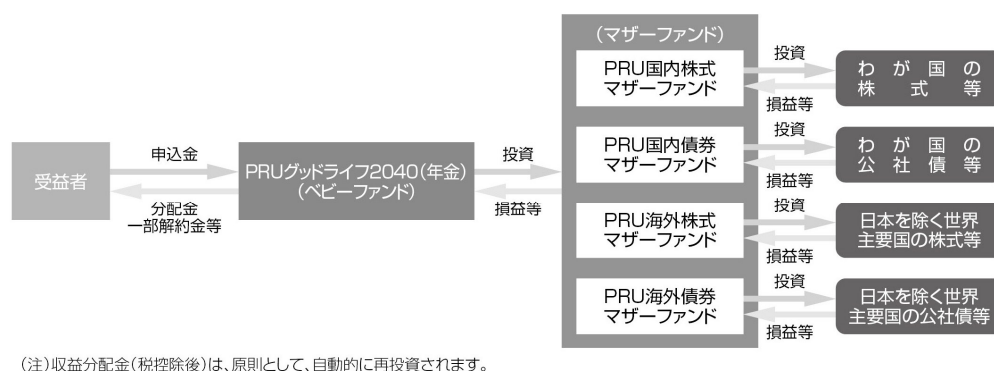 受益者
申込金
分配金
一部解約金等
PRUグッドライフ2040(年金)
(ベビーファンド)
投資
損益等
(マザーファンド)
PRU国内株式
マザーファンド
投資
損益等
わが国の
株式等
PRU国内債券
マザーファンド
投資
損益等
わが国の
公社債等
PRU海外株式
マザーファンド
投資
損益等
日本を除く世界
主要国の株式等
PRU海外債券
マザーファンド
投資
損益等
日本を除く世界
主要国の公社債等
(注)収益分配金(税控除後)は、原則として、自動的に再投資されます。